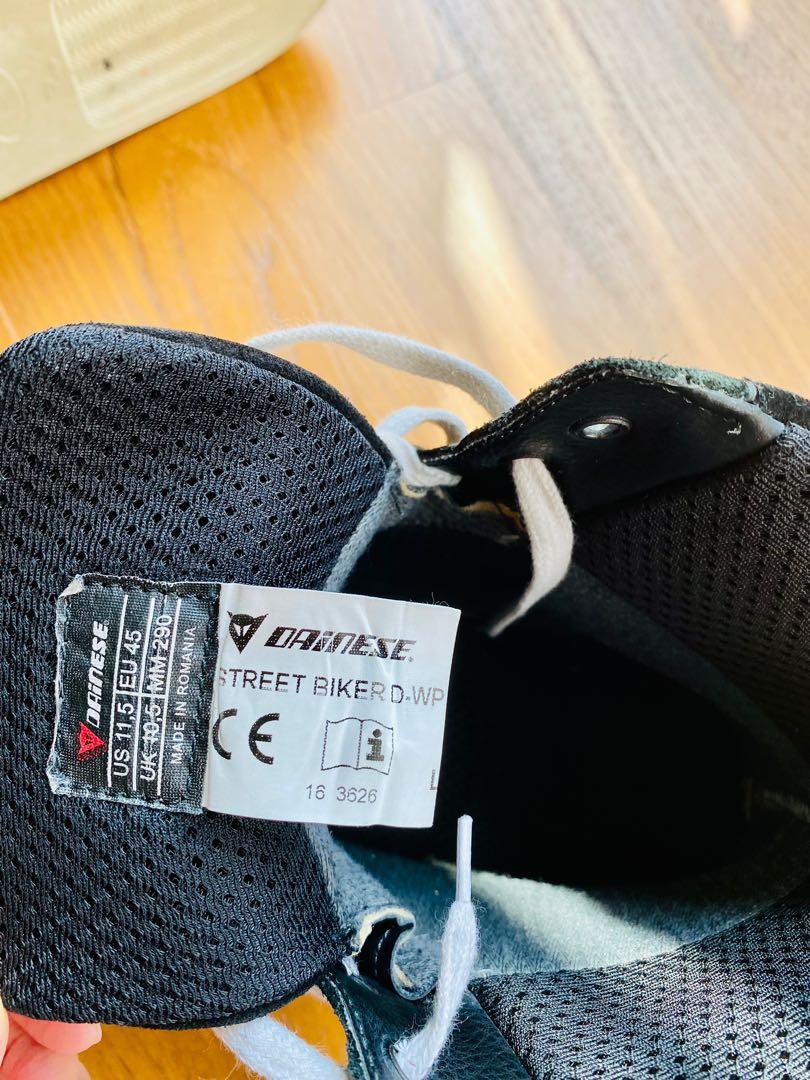 DAiNESE
US 11.5 EU 45
UK 10.5 MM 290
MADE IN ROMANIA
DAiNESE
STREET BIKER D-WP
CE
i
16 3626